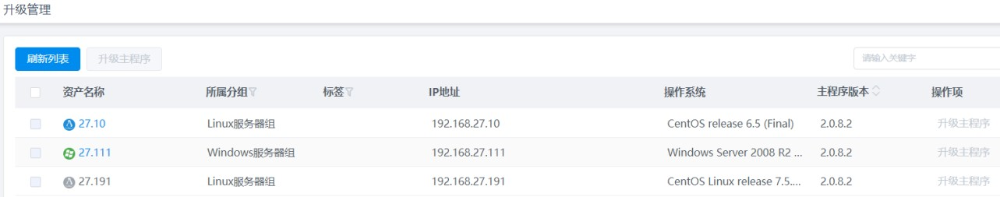 升级管理
刷新列表 升级主程序 请输入关键字
资产名称 所属分组 标签 IP地址 操作系统 主程序版本 操作项
27.10 Linux服务器组 192.168.27.10 CentOS release 6.5 (Final) 2.0.8.2 升级主程序
27.111 Windows服务器组 192.168.27.111 Windows Server 2008 R2 ... 2.0.8.2 升级主程序
27.191 Linux服务器组 192.168.27.191 CentOS Linux release 7.5.... 2.0.8.2 升级主程序